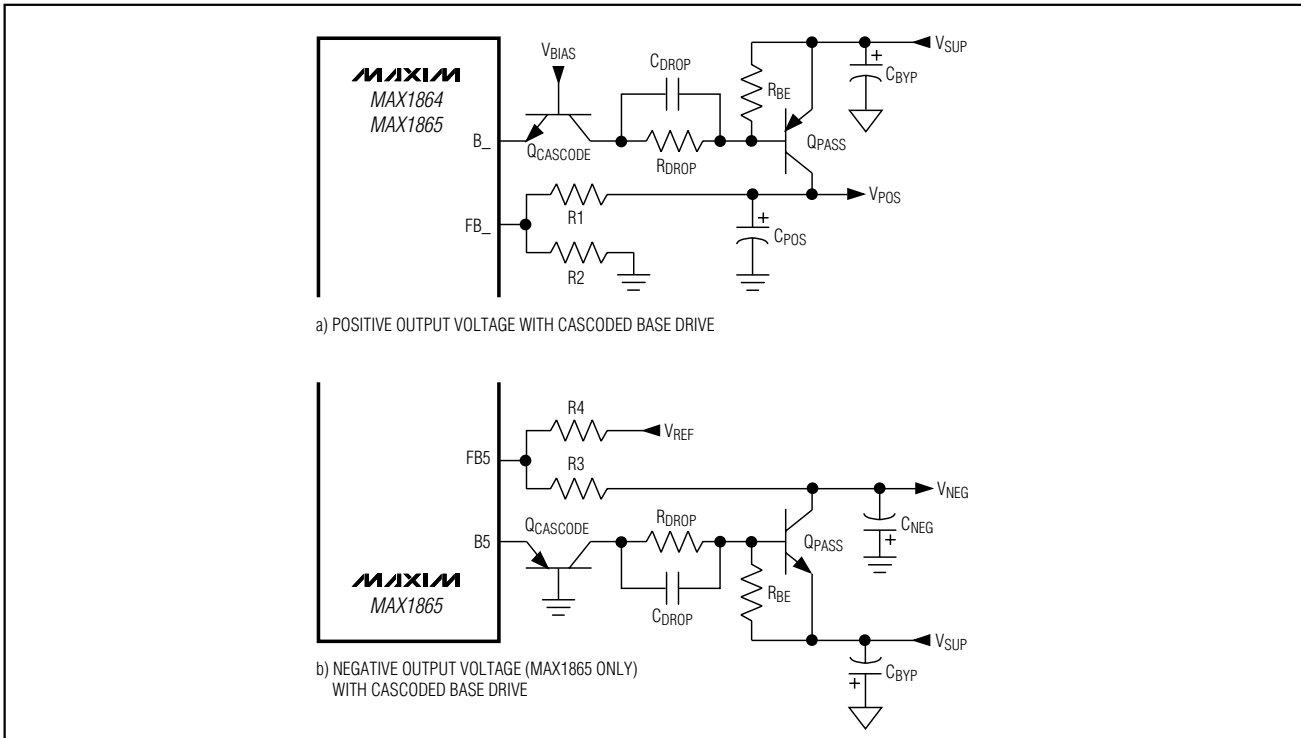 MAXIM
MAX1864
MAX1865
B_
FB_
VBIAS
QCASCODE
CDROP
RDROP
RBE
QPASS
VSUP
+
CBYP
R1
R2
VPOS
+
CPOS
a) POSITIVE OUTPUT VOLTAGE WITH CASCODED BASE DRIVE
R4
VREF
FB5
R3
VNEG
CNEG
+
B5
QCASCODE
RDROP
CDROP
QPASS
RBE
VSUP
CBYP
+
MAXIM
MAX1865
b) NEGATIVE OUTPUT VOLTAGE (MAX1865 ONLY)
WITH CASCODED BASE DRIVE